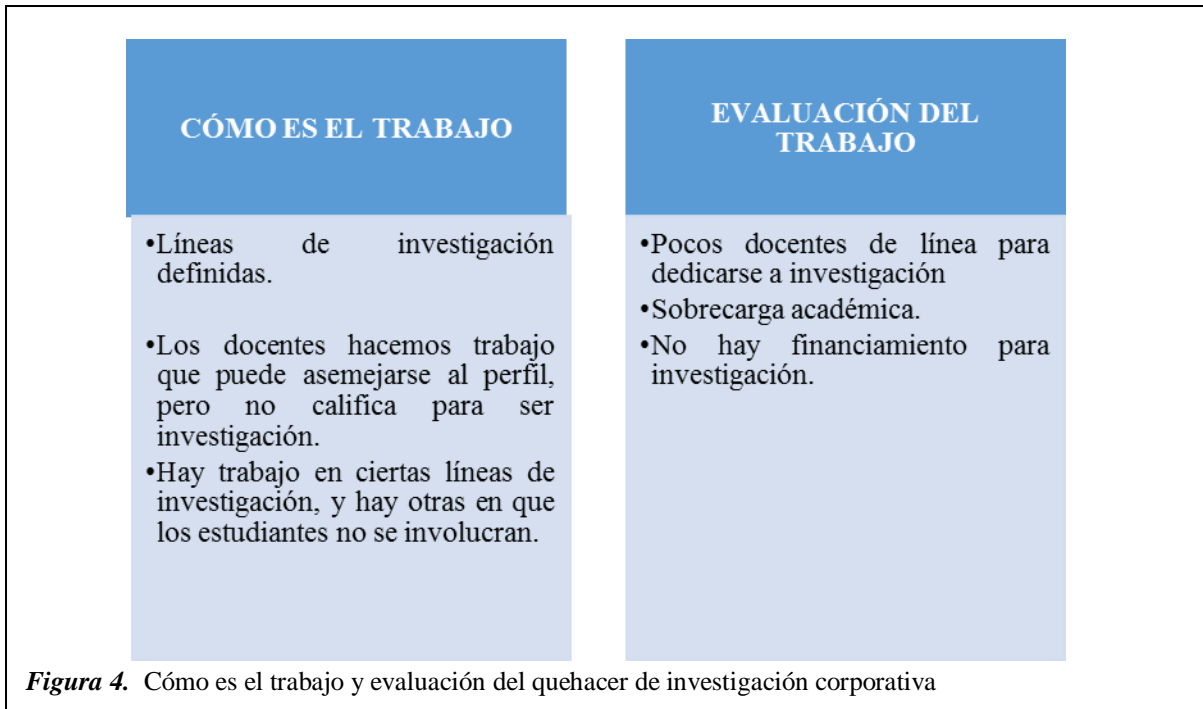 CÓMO ES EL TRABAJO
•Líneas de investigación
definidas.
•Los docentes hacemos trabajo
que puede asemejarse al perfil,
pero no califica para ser
investigación.
•Hay trabajo en ciertas líneas de
investigación, y hay otras en que
los estudiantes no se involucran.
EVALUACIÓN DEL
TRABAJO
•Pocos docentes de línea para
dedicarse a investigación
•Sobrecarga académica.
•No hay financiamiento para
investigación.
Figura 4. Cómo es el trabajo y evaluación del quehacer de investigación corporativa